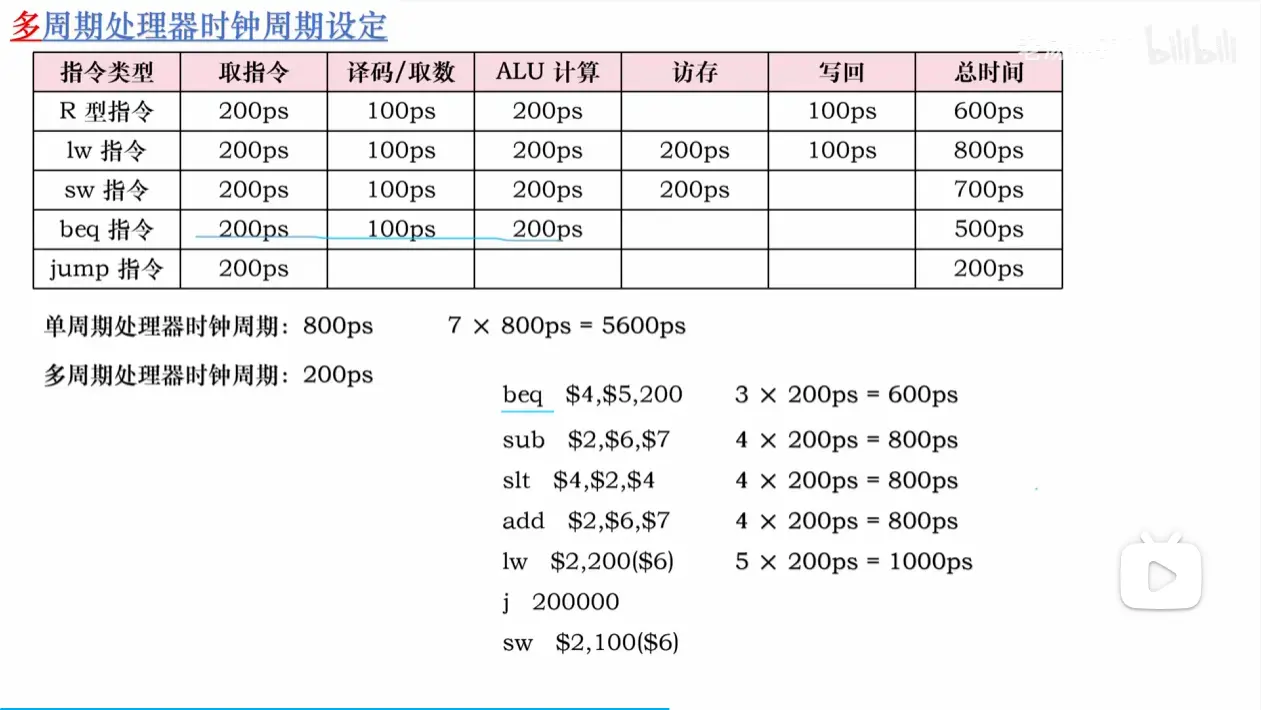 多周期处理器时钟周期设定
bilibili
指令类型 取指令 译码/取数 ALU 计算 访存 写回 总时间
R 型指令 200ps 100ps 200ps 100ps 600ps
lw 指令 200ps 100ps 200ps 200ps 100ps 800ps
sw 指令 200ps 100ps 200ps 200ps 700ps
beq 指令 200ps 100ps 200ps 500ps
jump 指令 200ps 200ps
单周期处理器时钟周期：800ps 7 × 800ps = 5600ps
多周期处理器时钟周期：200ps
beq $4,$5,200 3 × 200ps = 600ps
sub $2,$6,$7 4 × 200ps = 800ps
slt $4,$2,$4 4 × 200ps = 800ps
add $2,$6,$7 4 × 200ps = 800ps
lw $2,200($6) 5 × 200ps = 1000ps
j 200000
sw $2,100($6)